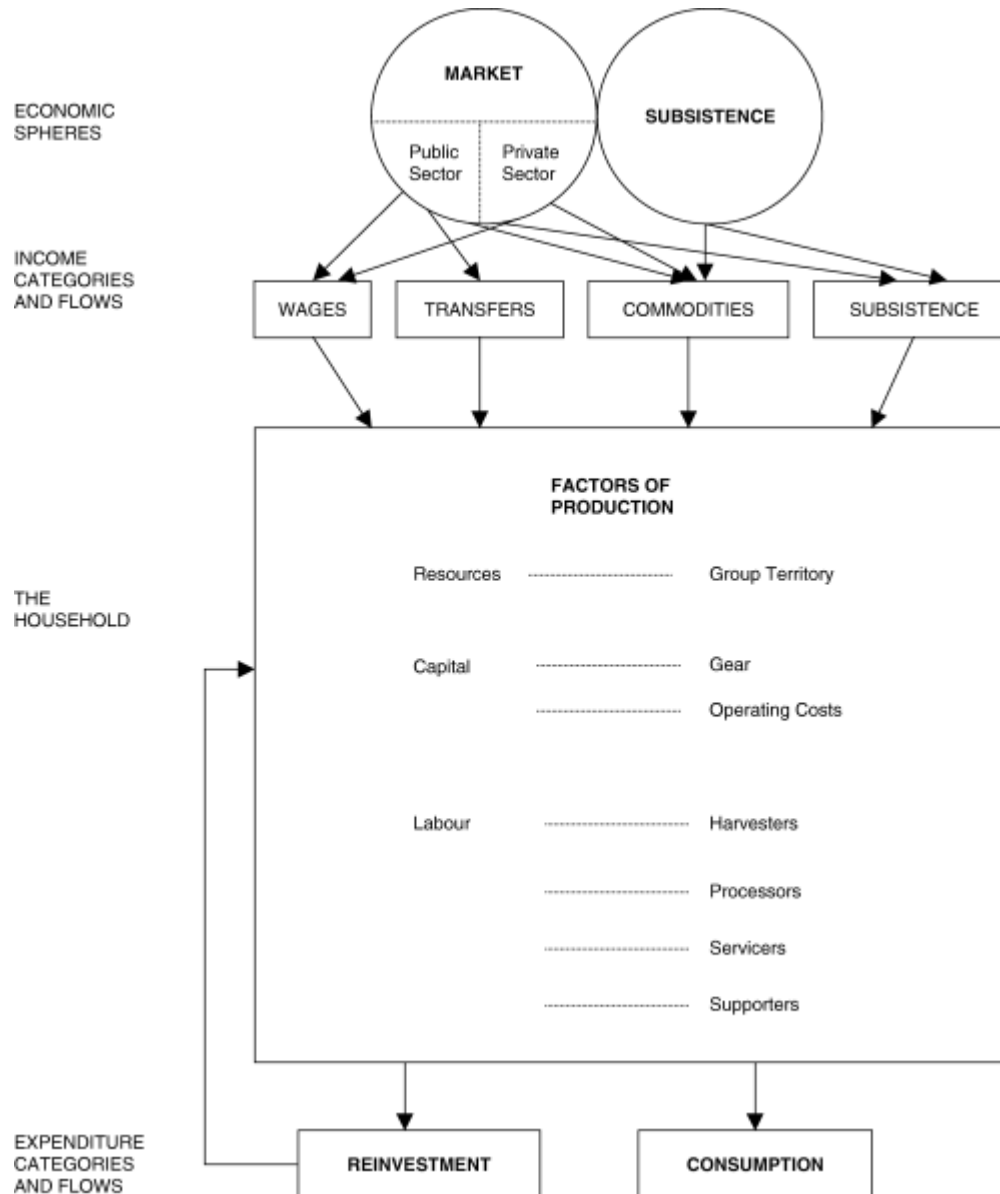 MARKET
ECONOMIC
SPHERES
SUBSISTENCE
Public
Sector
Private
Sector
INCOME
CATEGORIES
AND FLOWS
WAGES
TRANSFERS
COMMODITIES
SUBSISTENCE
FACTORS OF
PRODUCTION
Resources
Group Territory
THE
HOUSEHOLD
Capital
Gear
Operating Costs
Labour
Harvesters
Processors
Servicers
Supporters
EXPENDITURE
CATEGORIES
AND FLOWS
REINVESTMENT
CONSUMPTION